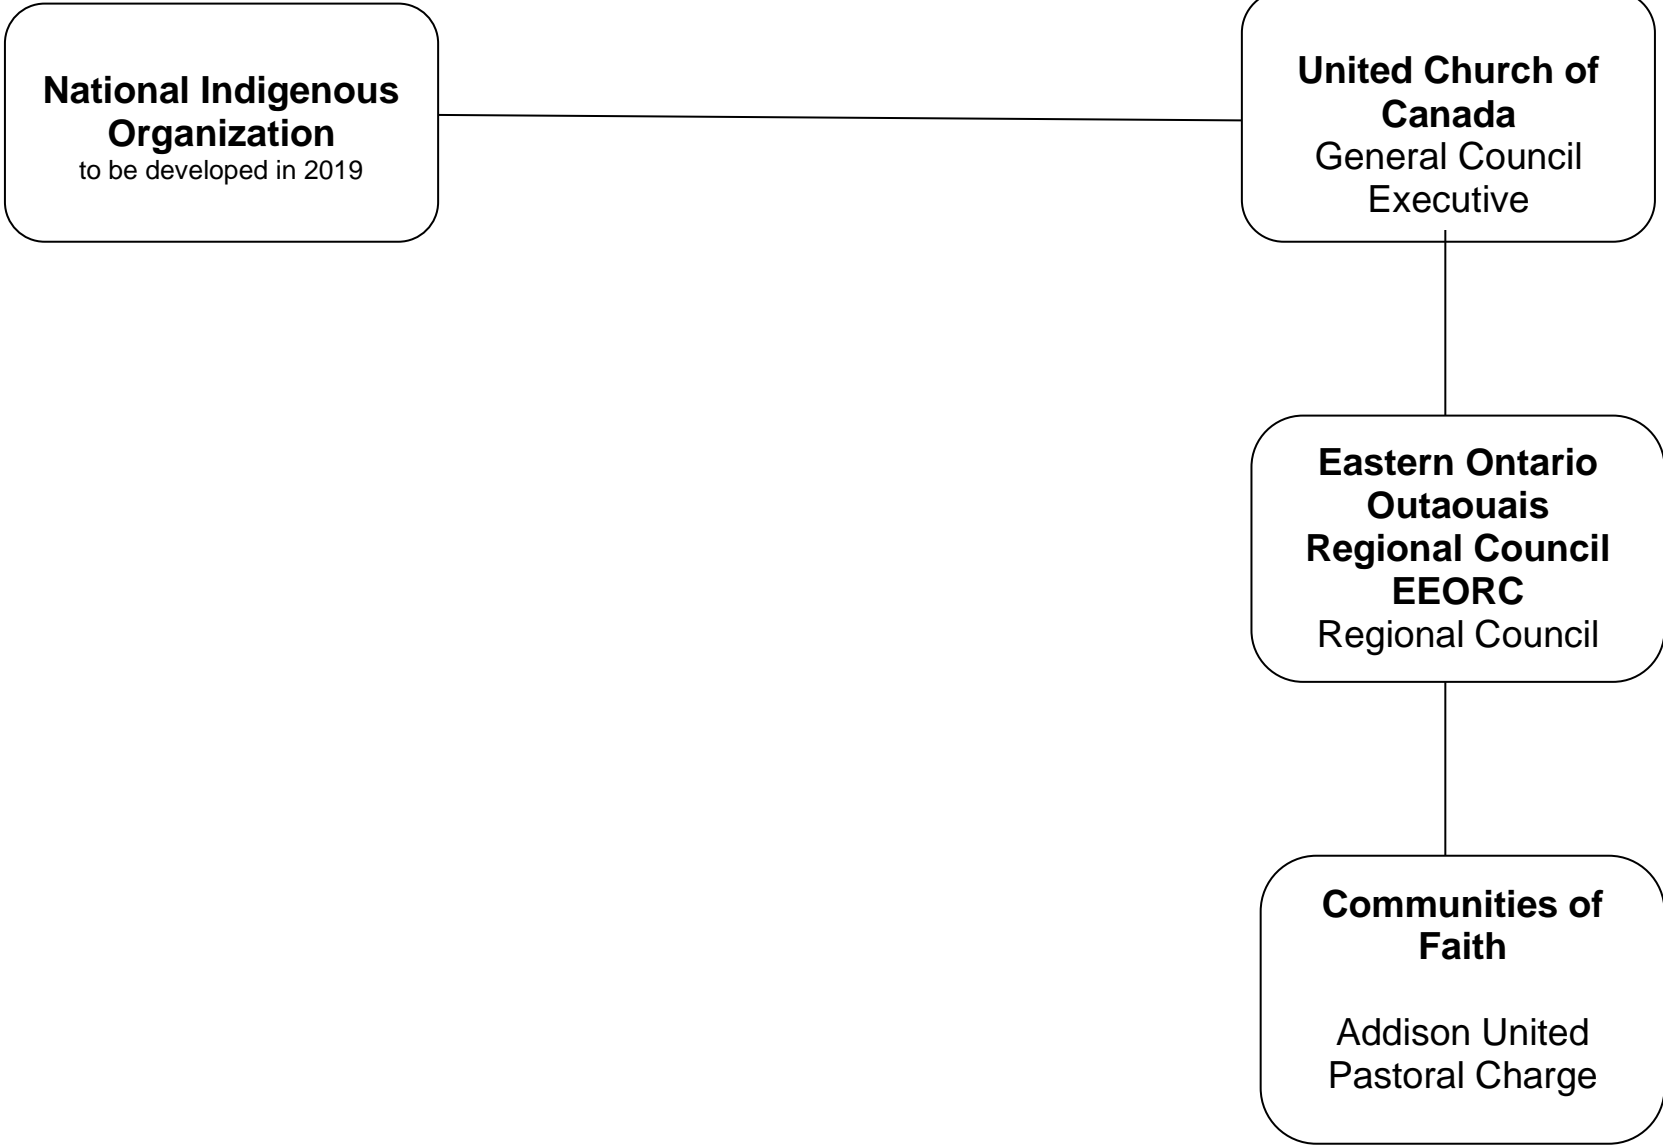 National Indigenous
Organization
to be developed in 2019
United Church of
Canada
General Council
Executive
Eastern Ontario
Outaouais
Regional Council
EEORC
Regional Council
Communities of
Faith
Addison United
Pastoral Charge